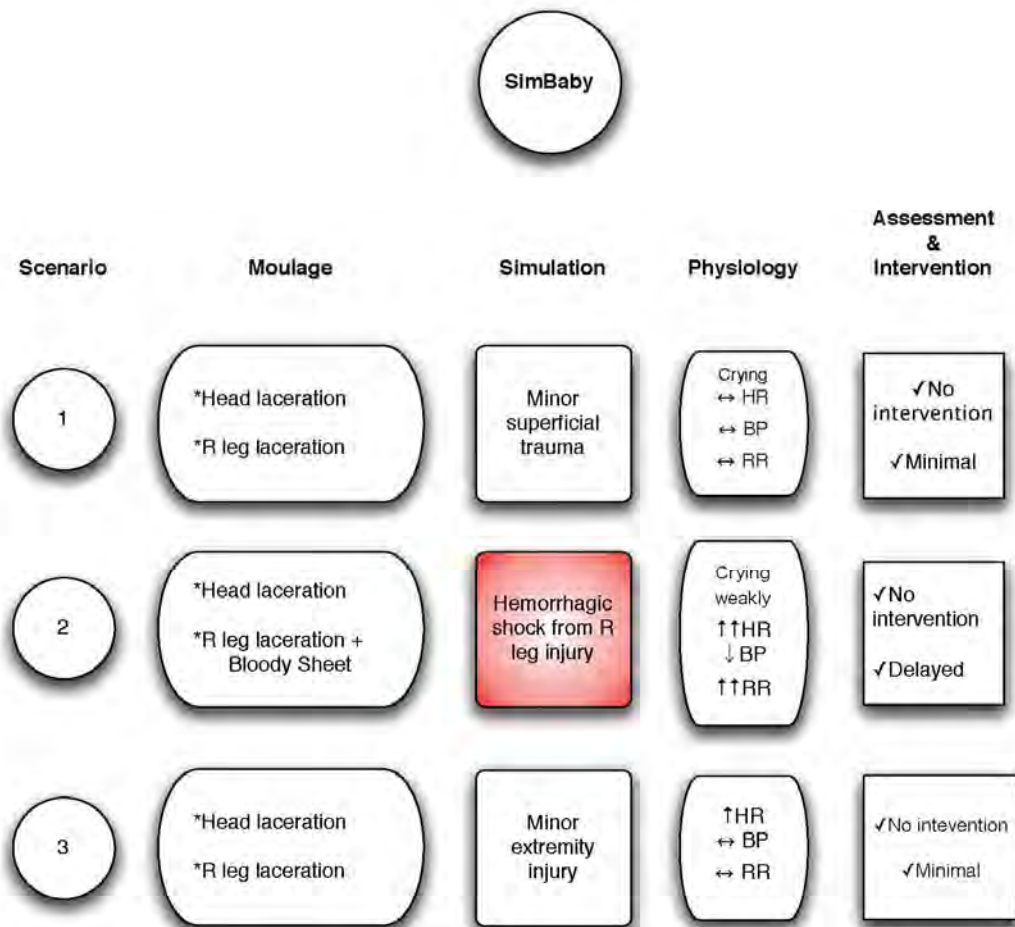 SimBaby
Assessment
&
Scenario Moulage Simulation Physiology Intervention
1
*Head laceration
*R leg laceration
Minor
superficial
trauma
Crying
↔ HR
↔ BP
↔ RR
✓No
intervention
✓Minimal
2
*Head laceration
*R leg laceration +
Bloody Sheet
Hemorrhagic
shock from R
leg injury
Crying
weakly
↑↑HR
↓ BP
↑↑RR
✓No
intervention
✓Delayed
3
*Head laceration
*R leg laceration
Minor
extremity
injury
↑HR
↔ BP
↔ RR
✓No intevention
✓Minimal